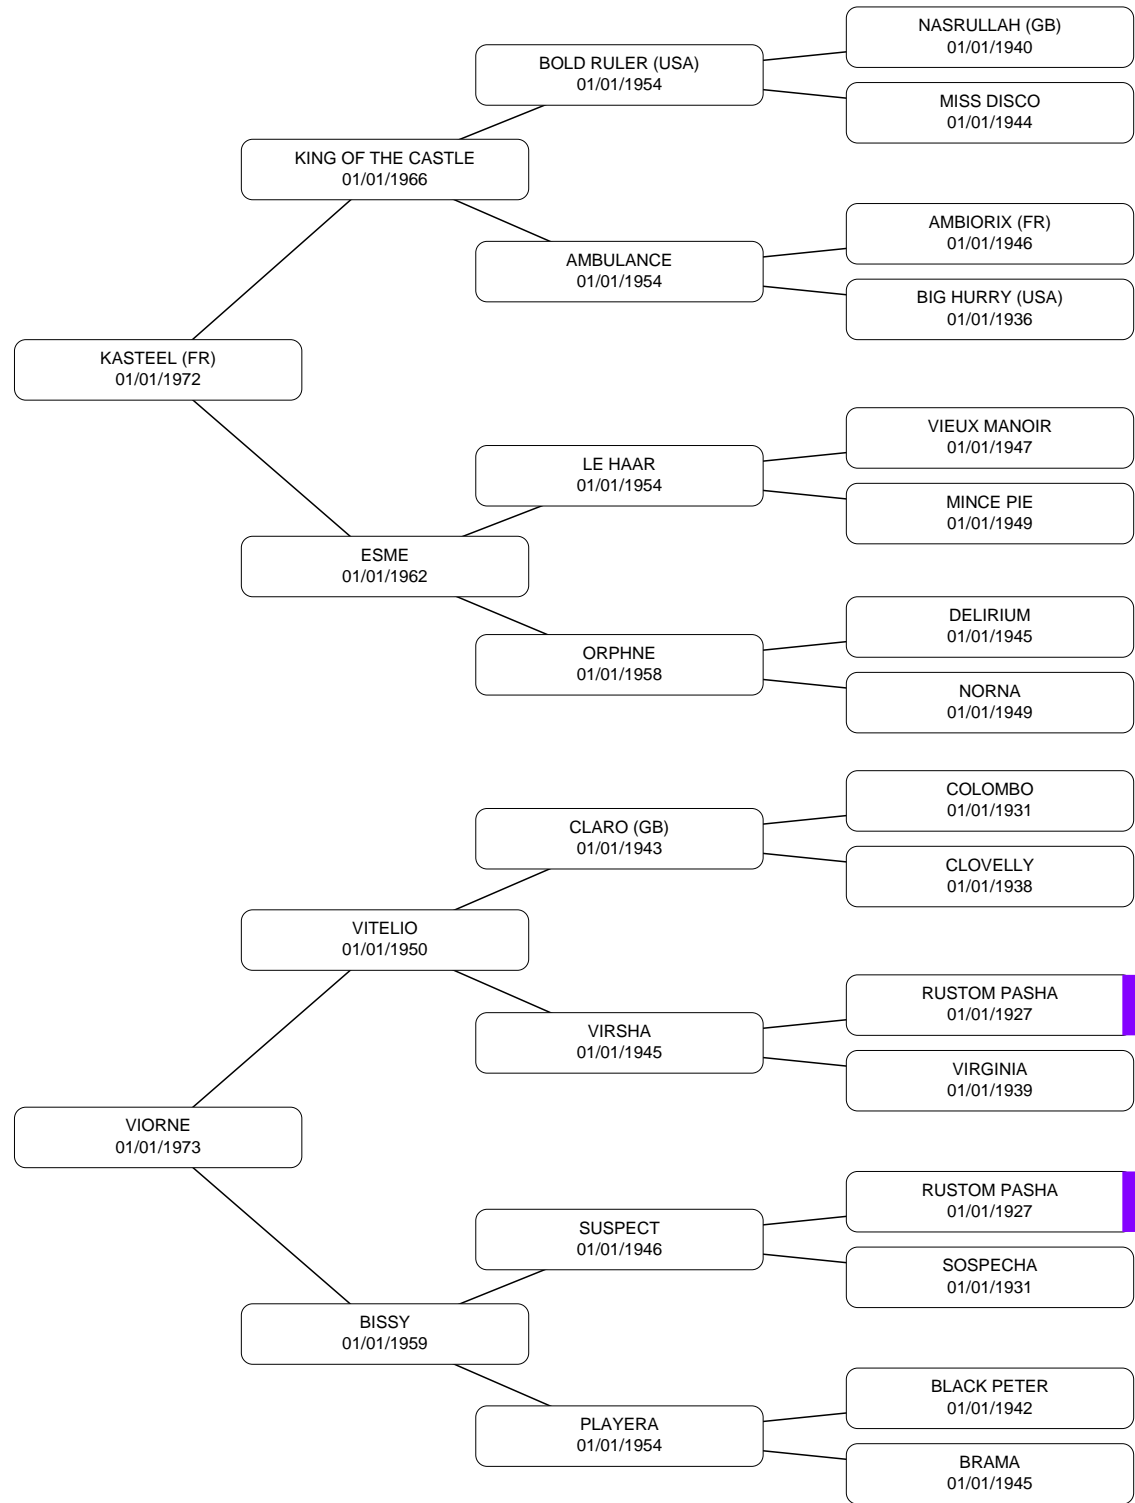 NASRULLAH (GB)
01/01/1940
BOLD RULER (USA)
01/01/1954
MISS DISCO
01/01/1944
KING OF THE CASTLE
01/01/1966
AMBIORIX (FR)
01/01/1946
AMBULANCE
01/01/1954
BIG HURRY (USA)
01/01/1936
KASTEEL (FR)
01/01/1972
VIEUX MANOIR
01/01/1947
LE HAAR
01/01/1954
MINCE PIE
01/01/1949
ESME
01/01/1962
DELIRIUM
01/01/1945
ORPHNE
01/01/1958
NORNA
01/01/1949
COLOMBO
01/01/1931
CLARO (GB)
01/01/1943
CLOVELLY
01/01/1938
VITELIO
01/01/1950
RUSTOM PASHA
01/01/1927
VIRSHA
01/01/1945
VIRGINIA
01/01/1939
VIORNE
01/01/1973
RUSTOM PASHA
01/01/1927
SUSPECT
01/01/1946
SOSPECHA
01/01/1931
BISSY
01/01/1959
BLACK PETER
01/01/1942
PLAYERA
01/01/1954
BRAMA
01/01/1945